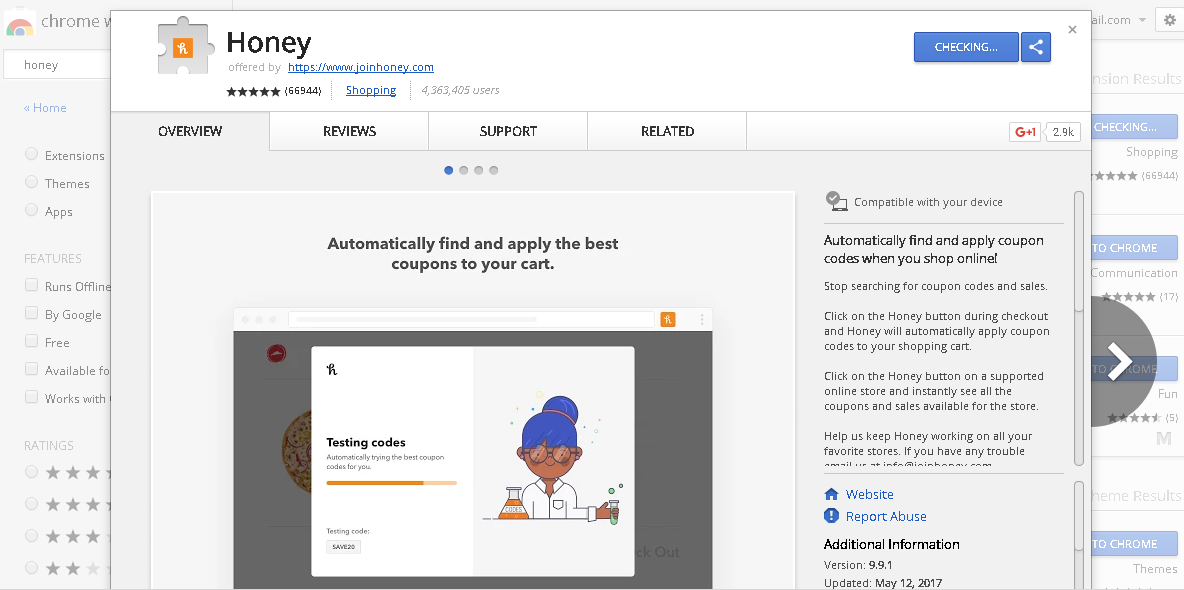 chrome w
honey
« Home
Extensions
Themes
Apps
FEATURES
Runs Offline
By Google
Free
Available fo
Works with
RATINGS
Honey
offered by https://www.joinhoney.com
(66944)
Shopping
4,363,405 users
CHECKING...
OVERVIEW
REVIEWS
SUPPORT
RELATED
G+1
2.9k
Automatically find and apply the best
coupons to your cart.
h
h
h
Testing codes
Automatically trying the best coupon
codes for you.
Testing code:
SAVE20
CODES
ck Out
Compatible with your device
Automatically find and apply coupon
codes when you shop online!
Stop searching for coupon codes and sales.
Click on the Honey button during checkout
and Honey will automatically apply coupon
codes to your shopping cart.
Click on the Honey button on a supported
online store and instantly see all the
coupons and sales available for the store.
Help us keep Honey working on all your
favorite stores. If you have any trouble
email us at info@joinhoney.com
Website
Report Abuse
Additional Information
Version: 9.9.1
Updated: May 12, 2017
ail.com
nsion Results
CHECKING...
Shopping
(66944)
TO CHROME
Communication
(17)
TO CHROME
Fun
(5)
M
heme Results
TO CHROME
Themes